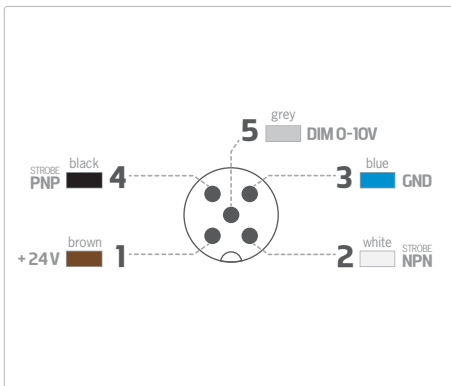 grey
5 DIM 0-10V
black
STROBE
PNP 4
blue
3 GND
brown
+24V 1
white
2 STROBE
NPN